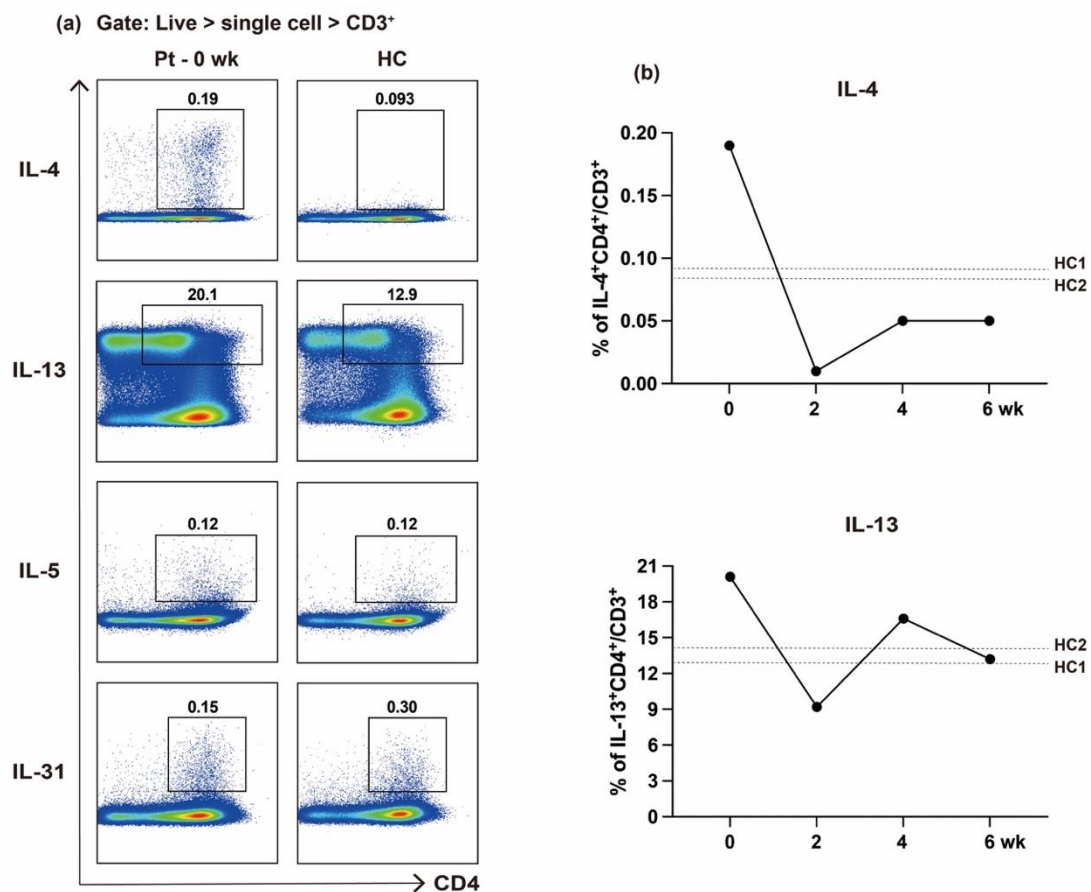 (a) Gate: Live > single cell > CD3⁺
Pt - 0 wk
HC
IL-4
0.19
0.093
IL-13
20.1
12.9
IL-5
0.12
0.12
IL-31
0.15
0.30
CD4
(b)
IL-4
% of IL-4⁺CD4⁺/CD3⁺
0.20
0.15
0.10
0.05
0.00
HC1
HC2
0 2 4 6 wk
IL-13
% of IL-13⁺CD4⁺/CD3⁺
21
18
15
12
9
6
3
0
HC2
HC1
0 2 4 6 wk